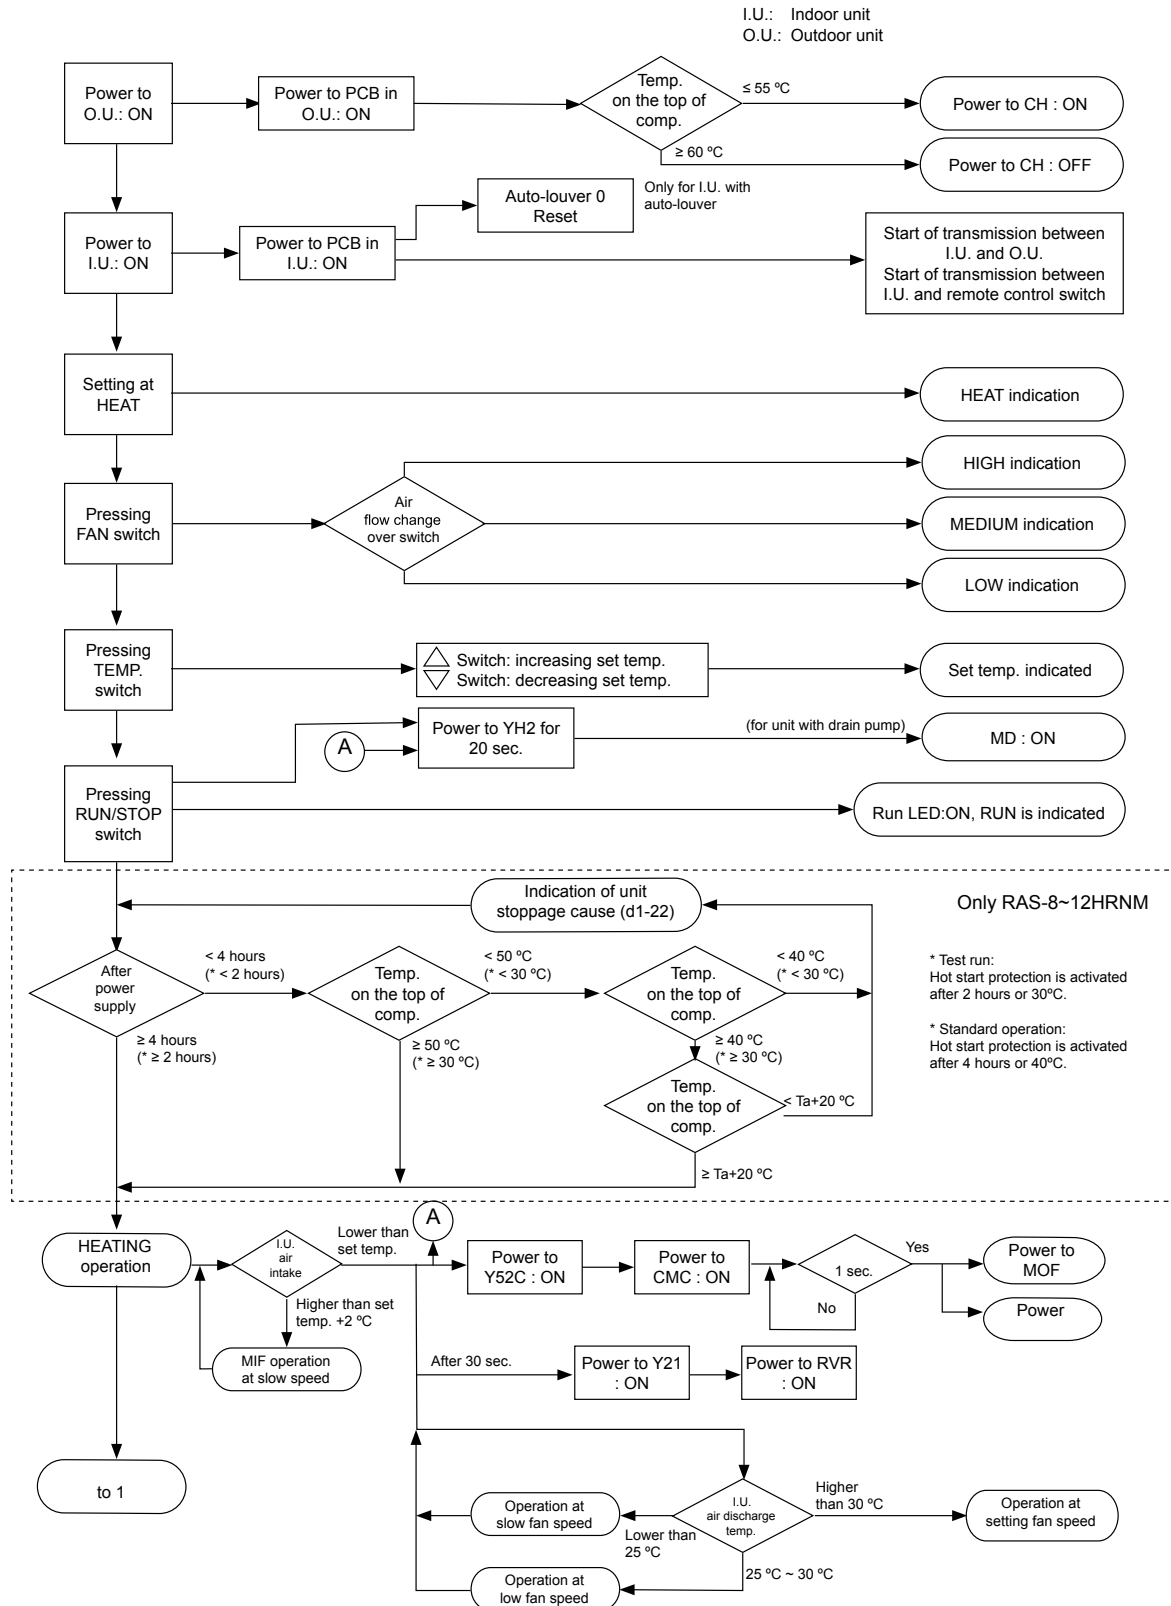 I.U.: Indoor unit
O.U.: Outdoor unit
Power to
O.U.: ON
Power to PCB in
O.U.: ON
Temp.
on the top of
comp.
≤ 55 ºC
Power to CH : ON
≥ 60 ºC
Power to CH : OFF
Power to
I.U.: ON
Power to PCB in
I.U.: ON
Auto-louver 0
Reset
Only for I.U. with
auto-louver
Start of transmission between
I.U. and O.U.
Start of transmission between
I.U. and remote control switch
Setting at
HEAT
HEAT indication
Pressing
FAN switch
Air
flow change
over switch
HIGH indication
MEDIUM indication
LOW indication
Pressing
TEMP.
switch
Switch: increasing set temp.
Switch: decreasing set temp.
Set temp. indicated
A
Power to YH2 for
20 sec.
(for unit with drain pump)
MD : ON
Pressing
RUN/STOP
switch
Run LED:ON, RUN is indicated
Indication of unit
stoppage cause (d1-22)
Only RAS-8~12HRNM
After
power
supply
< 4 hours
(* < 2 hours)
≥ 4 hours
(* ≥ 2 hours)
Temp.
on the top of
comp.
< 50 ºC
(* < 30 ºC)
≥ 50 ºC
(* ≥ 30 ºC)
Temp.
on the top of
comp.
< 40 ºC
(* < 30 ºC)
≥ 40 ºC
(* ≥ 30 ºC)
Temp.
on the top of
comp.
< Ta+20 ºC
≥ Ta+20 ºC
* Test run:
Hot start protection is activated
after 2 hours or 30ºC.
* Standard operation:
Hot start protection is activated
after 4 hours or 40ºC.
HEATING
operation
I.U.
air
intake
Lower than
set temp.
A
Higher than set
temp. +2 ºC
MIF operation
at slow speed
Power to
Y52C : ON
Power to
CMC : ON
1 sec.
Yes
No
Power to
MOF
Power
After 30 sec.
Power to Y21
: ON
Power to RVR
: ON
to 1
I.U.
air discharge
temp.
Higher
than 30 ºC
Operation at
setting fan speed
Operation at
slow fan speed
Lower than
25 ºC
25 ºC ~ 30 ºC
Operation at
low fan speed